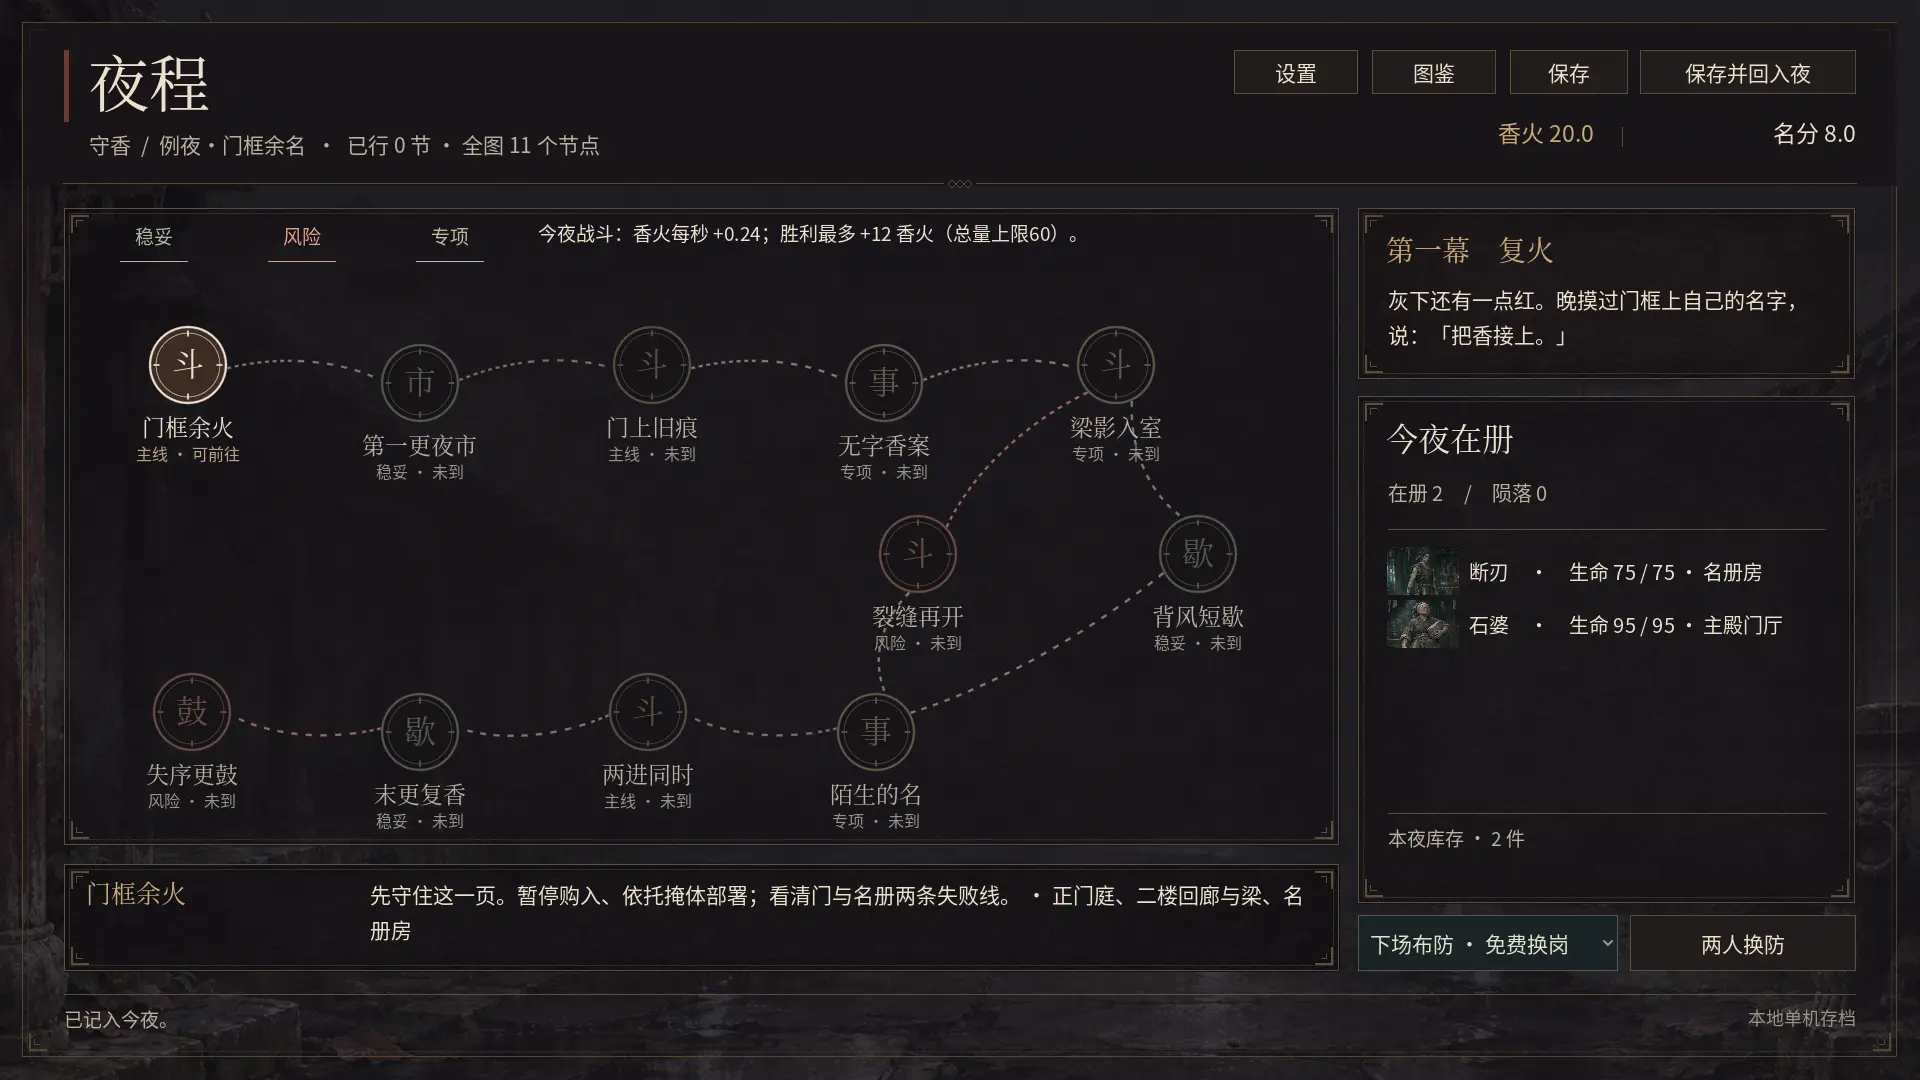 夜程
设置
图鉴
保存
保存并回入夜
守香 / 例夜·门框余名 · 已行 0 节 · 全图 11 个节点
香火 20.0
名分 8.0
稳妥
风险
专项
今夜战斗：香火每秒 +0.24；胜利最多 +12 香火（总量上限60）。
斗
门框余火
主线 · 可前往
市
第一更夜市
稳妥 · 未到
斗
门上旧痕
主线 · 未到
事
无字香案
专项 · 未到
斗
梁影入室
专项 · 未到
斗
裂缝再开
风险 · 未到
歇
背风短歇
稳妥 · 未到
鼓
失序更鼓
风险 · 未到
歇
末更复香
稳妥 · 未到
斗
两进同时
主线 · 未到
事
陌生的名
专项 · 未到
第一幕 复火
灰下还有一点红。晚摸过门框上自己的名字，
说：「把香接上。」
今夜在册
在册 2 / 陨落 0
断刃 · 生命 75 / 75 · 名册房
石婆 · 生命 95 / 95 · 主殿门厅
本夜库存 · 2 件
门框余火
先守住这一页。暂停购入、依托掩体部署；看清门与名册两条失败线。 · 正门庭、二楼回廊与梁、名
册房
下场布防 · 免费换岗
两人换防
已记入今夜。
本地单机存档